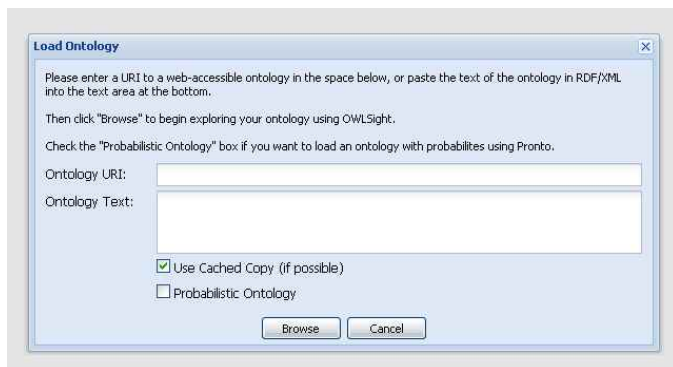 Load Ontology
Please enter a URI to a web-accessible ontology in the space below, or paste the text of the ontology in RDF/XML
into the text area at the bottom.
Then click "Browse" to begin exploring your ontology using OWLSight.
Check the "Probabilistic Ontology" box if you want to load an ontology with probabilites using Pronto.
Ontology URI:
Ontology Text:
Use Cached Copy (if possible)
Probabilistic Ontology
Browse Cancel